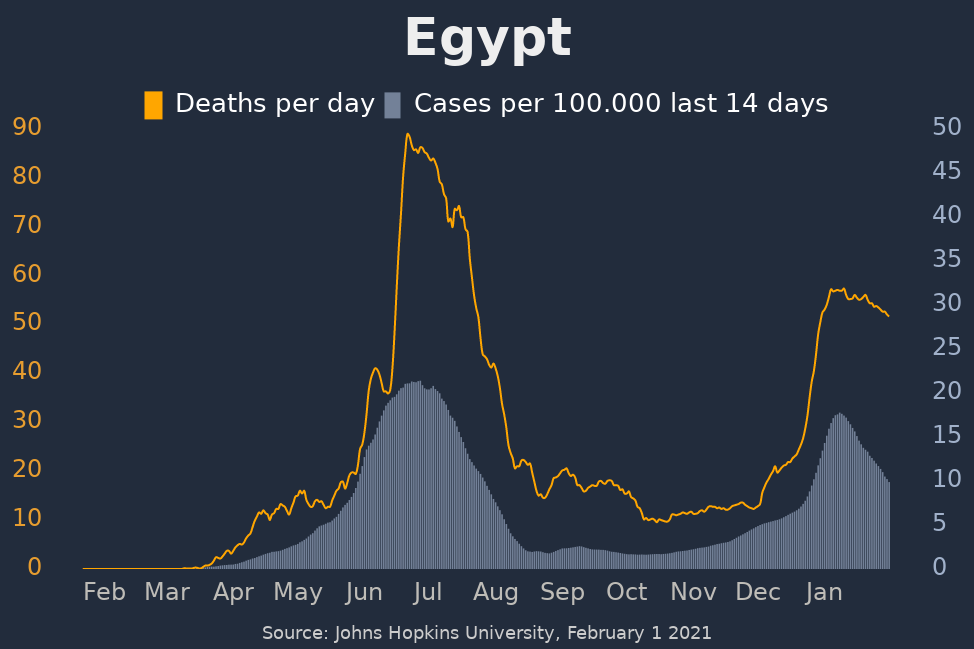 Egypt
Deaths per day Cases per 100.000 last 14 days
90 50
80 45
70 40
60 35
50 30
40 25
30 20
20 15
10 10
0 5
0
Feb Mar Apr May Jun Jul Aug Sep Oct Nov Dec Jan
Source: Johns Hopkins University, February 1 2021